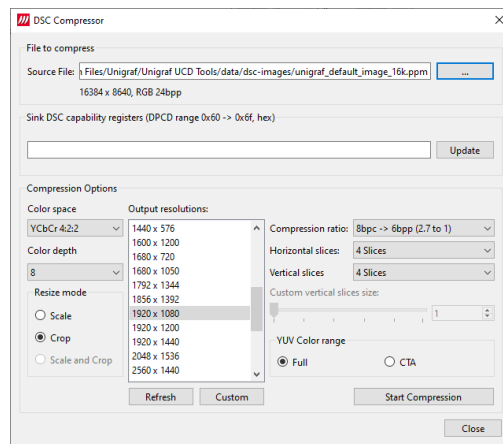 DSC Compressor
File to compress
Source File: ı Files/Unigraf/Unigraf UCD Tools/data/dsc-images/unigraf_default_image_16k.ppm ...
16384 x 8640, RGB 24bpp
Sink DSC capability registers (DPCD range 0x60 -> 0x6f, hex)
Update
Compression Options
Color space
YCbCr 4:2:2
Color depth
8
Resize mode
Scale
Crop
Scale and Crop
Output resolutions:
1440 x 576
1600 x 1200
1680 x 720
1680 x 1050
1792 x 1344
1856 x 1392
1920 x 1080
1920 x 1200
1920 x 1440
2048 x 1536
2560 x 1440
Refresh Custom
Compression ratio: 8bpc -> 6bpp (2.7 to 1)
Horizontal slices: 4 Slices
Vertical slices 4 Slices
Custom vertical slices size:
1
YUV Color range
Full CTA
Start Compression
Close